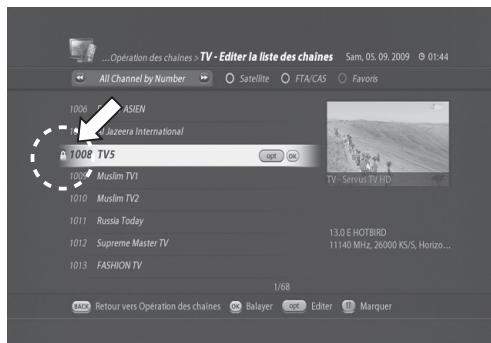 ...Opération des chaînes > TV - Editer la liste des chaînes Sam, 05. 09. 2009 01:44
All Channel by Number Satellite FTA/CAS Favoris
1006 ASIEN
Jazeera International
1008 TV5 opt OK
1009 Muslim TV1
1010 Muslim TV2
1011 Russia Today
1012 Supreme Master TV
1013 FASHION TV
TV - Servus TV HD
13.0 E HOTBIRD
11140 MHz, 26000 KS/S, Horizo...
1/68
BACK Retour vers Opération des chaînes OK Balayer opt Editer Marquer